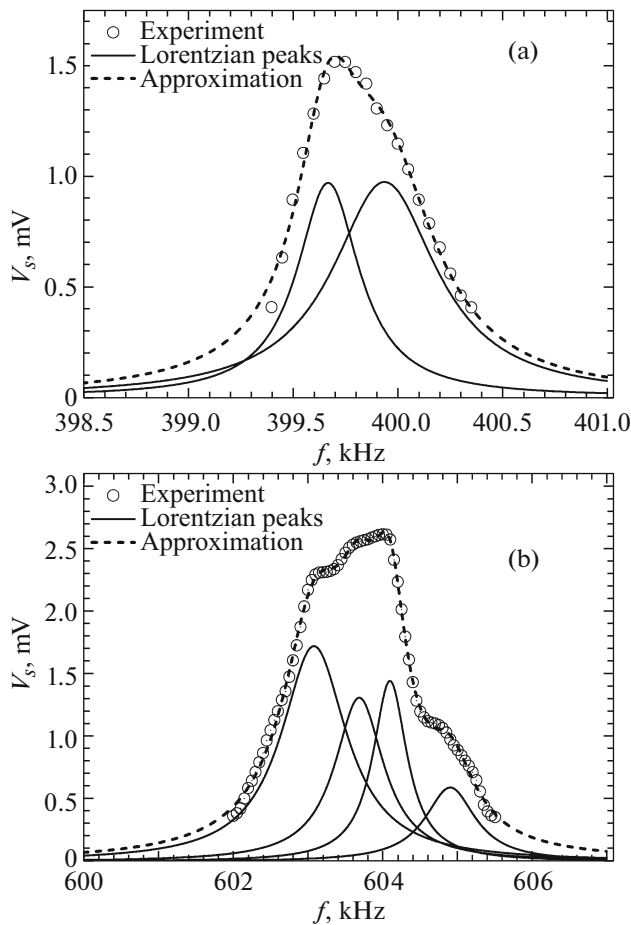 Experiment
Lorentzian peaks
Approximation
(a)
1.5
1.0
0.5
0
V_s, mV
398.5 399.0 399.5 400.0 400.5 401.0
f, kHz
3.0
Experiment
Lorentzian peaks
Approximation
(b)
2.5
2.0
1.5
1.0
0.5
0
V_s, mV
600 602 604 606
f, kHz